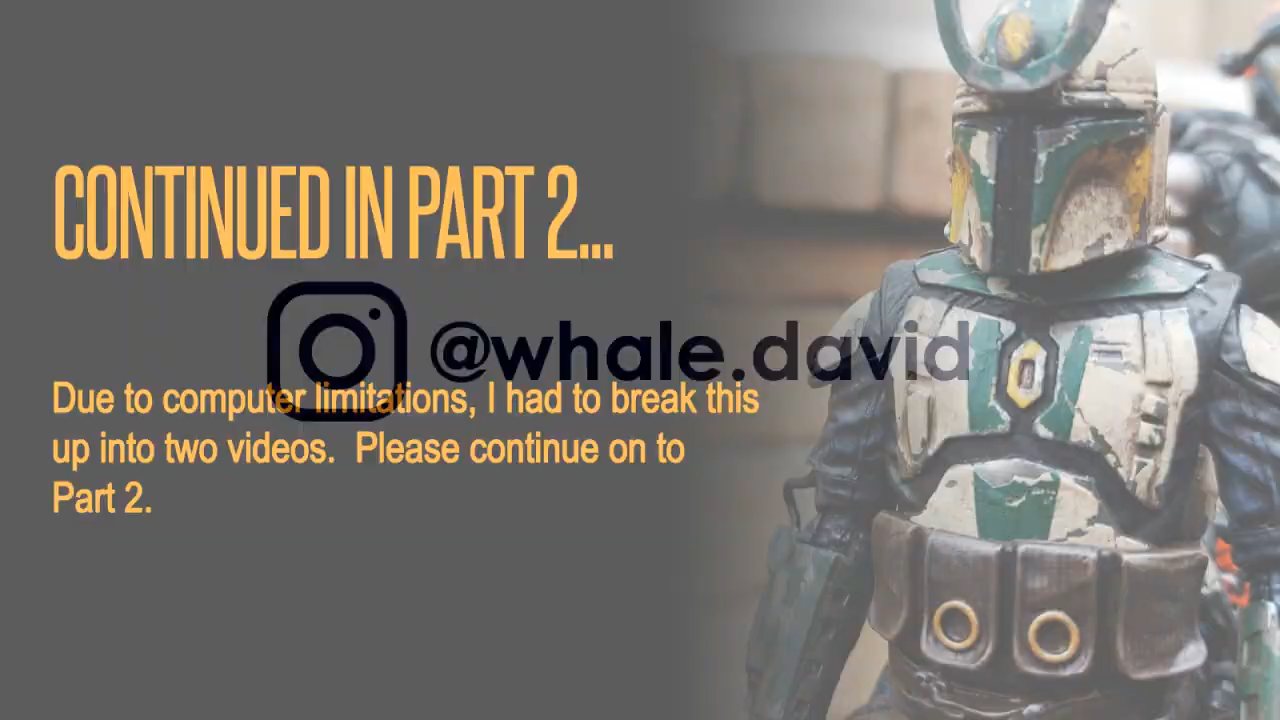 CONTINUED IN PART 2...
@whale.david
Due to computer limitations, I had to break this
up into two videos.  Please continue on to
Part 2.